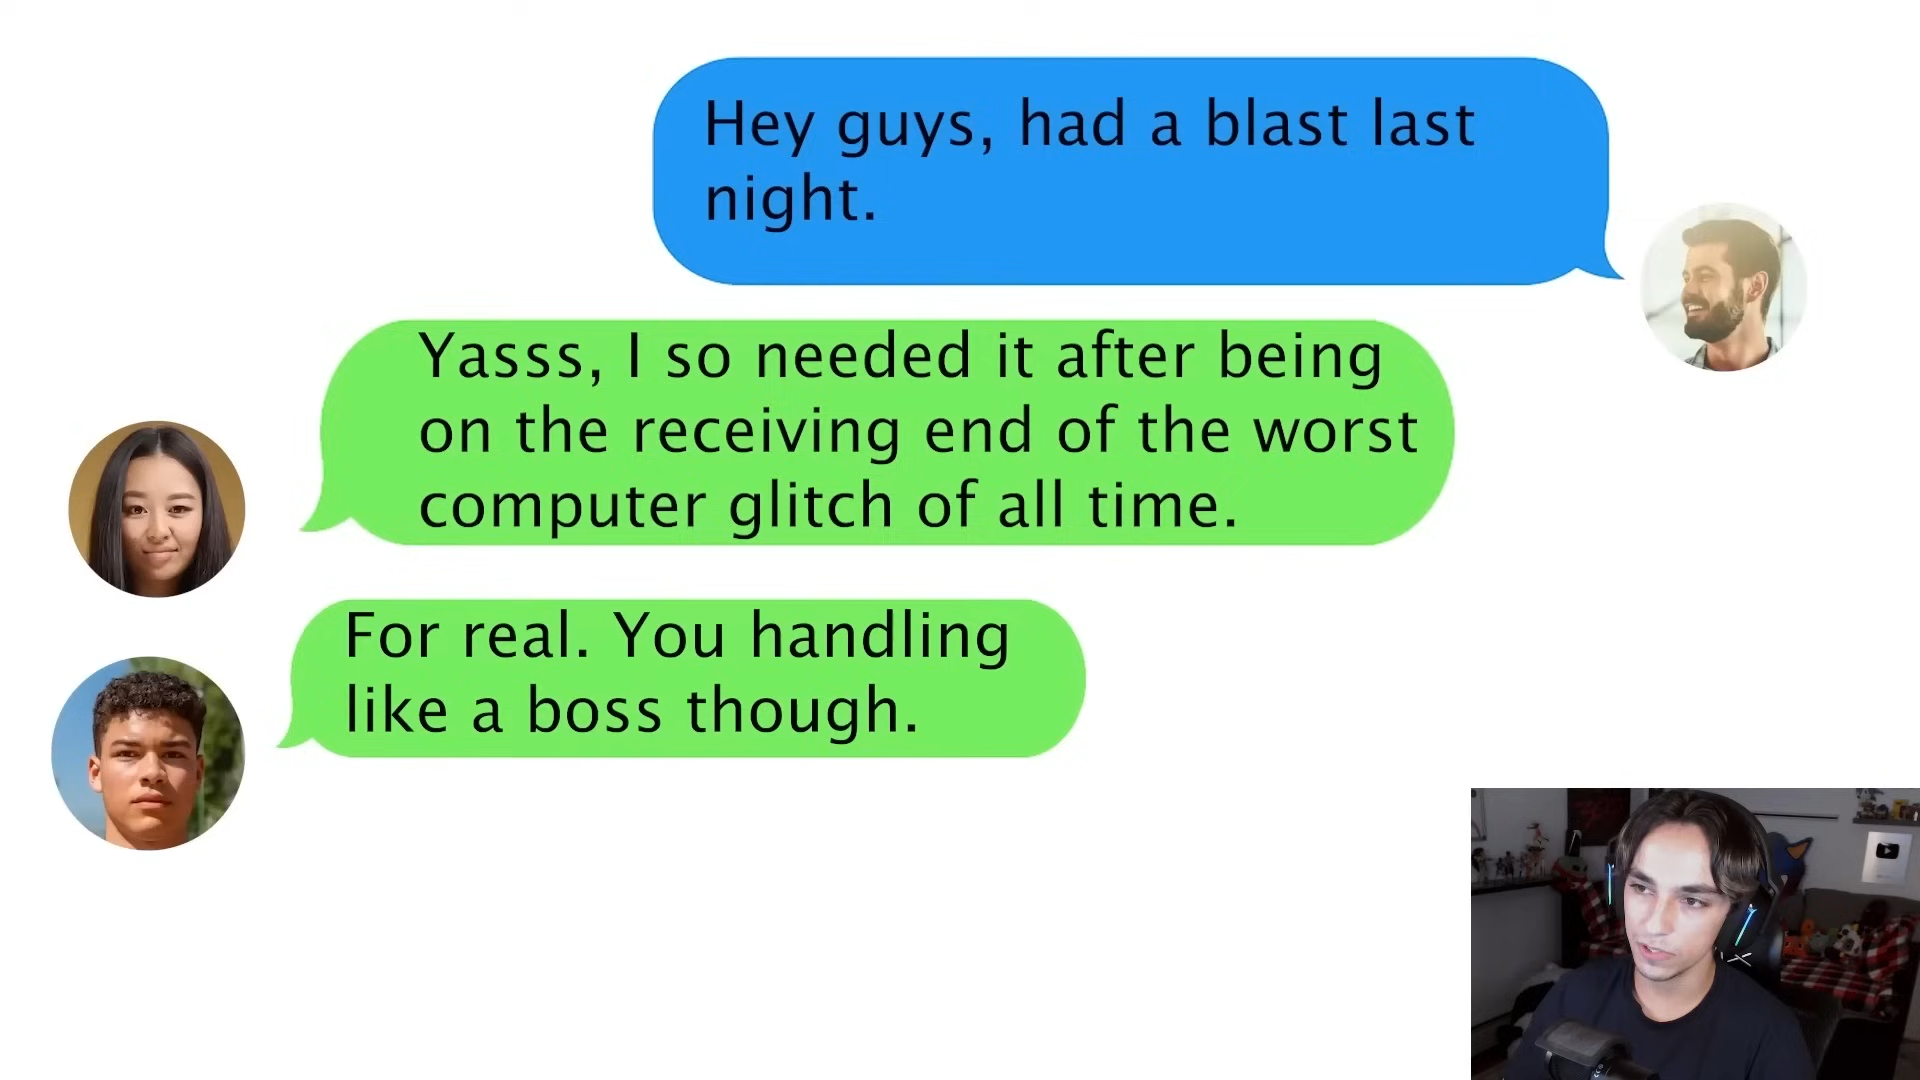 Hey guys, had a blast last
night.
Yasss, I so needed it after being
on the receiving end of the worst
computer glitch of all time.
For real. You handling
like a boss though.